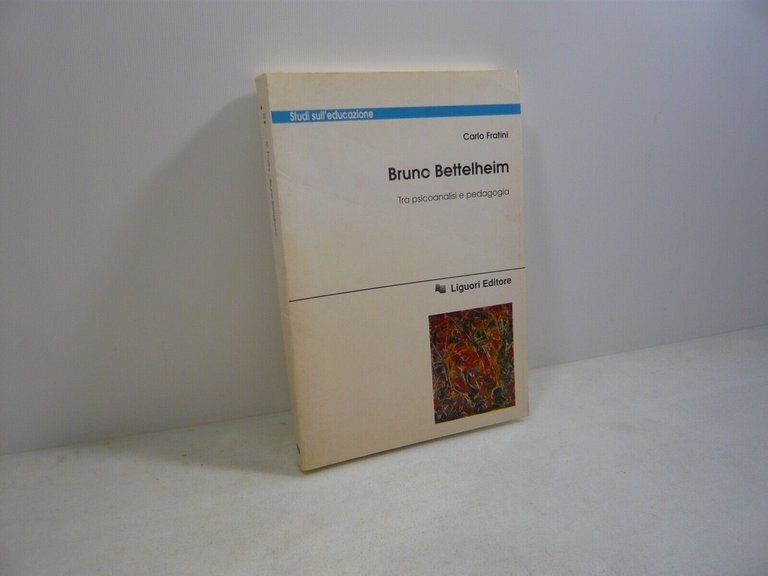 Studi sull'educazione
Carlo Fratini
Bruno Bettelheim
Tra psicoanalisi e pedagogia
Liguori Editore